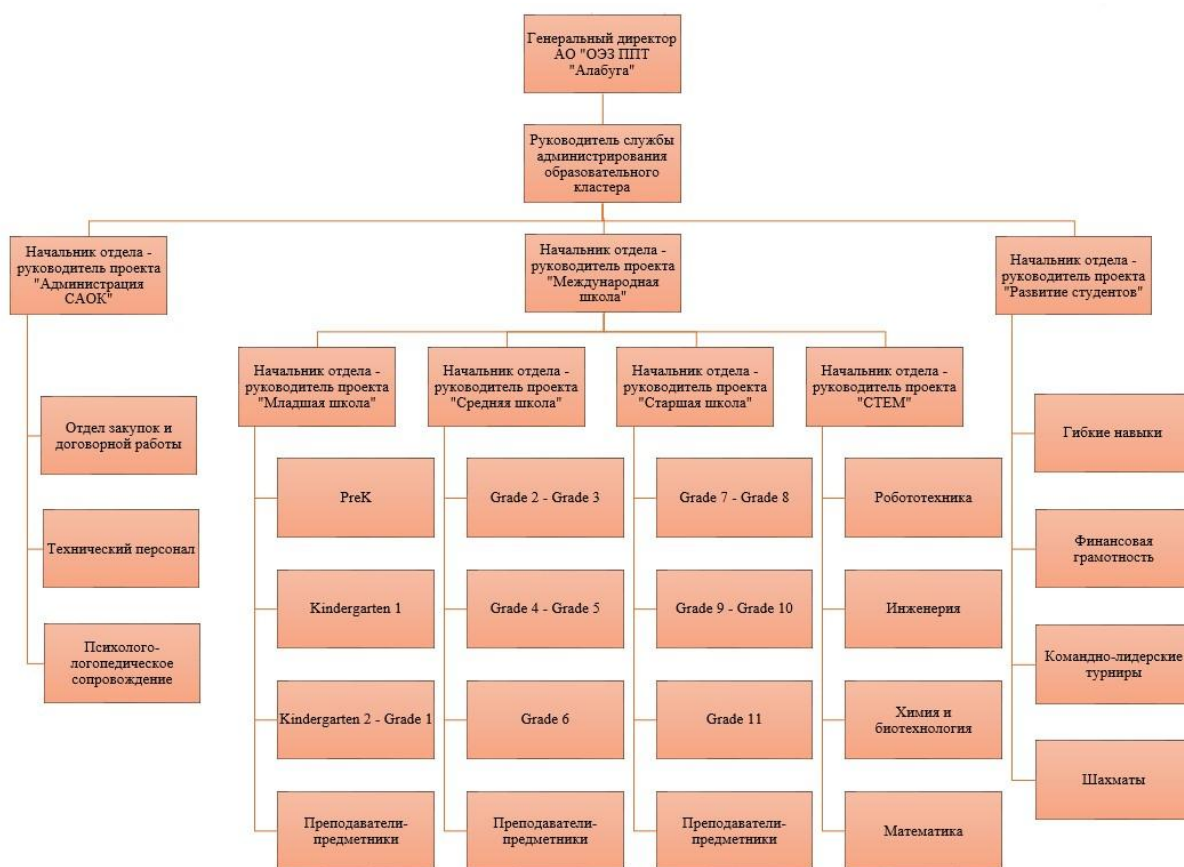 Генеральный директор
АО "ОЭЗ ППТ
"Алабуга"
Руководитель службы
администрирования
образовательного
кластера
Начальник отдела -
руководитель проекта
"Администрация
САОК"
Начальник отдела -
руководитель проекта
"Международная
школа"
Начальник отдела -
руководитель проекта
"Развитие студентов"
Начальник отдела -
руководитель проекта
"Младшая школа"
Начальник отдела -
руководитель проекта
"Средняя школа"
Начальник отдела -
руководитель проекта
"Старшая школа"
Начальник отдела -
руководитель проекта
"СТЕМ"
Отдел закупок и
договорной работы
Технический персонал
Психолого-
логопедическое
сопровождение
PreK
Kindergarten 1
Kindergarten 2 - Grade 1
Преподаватели-
предметники
Grade 2 - Grade 3
Grade 4 - Grade 5
Grade 6
Преподаватели-
предметники
Grade 7 - Grade 8
Grade 9 - Grade 10
Grade 11
Преподаватели-
предметники
Робототехника
Инженерия
Химия и
биотехнология
Математика
Гибкие навыки
Финансовая
грамотность
Командно-лидерские
турниры
Шахматы